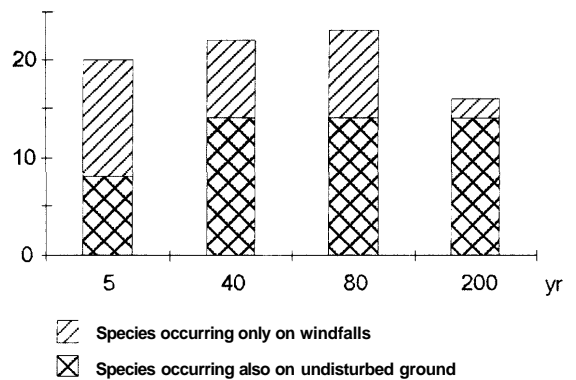 20
10
0
5 40 80 200 yr
Species occurring only on windfalls
Species occurring also on undisturbed ground